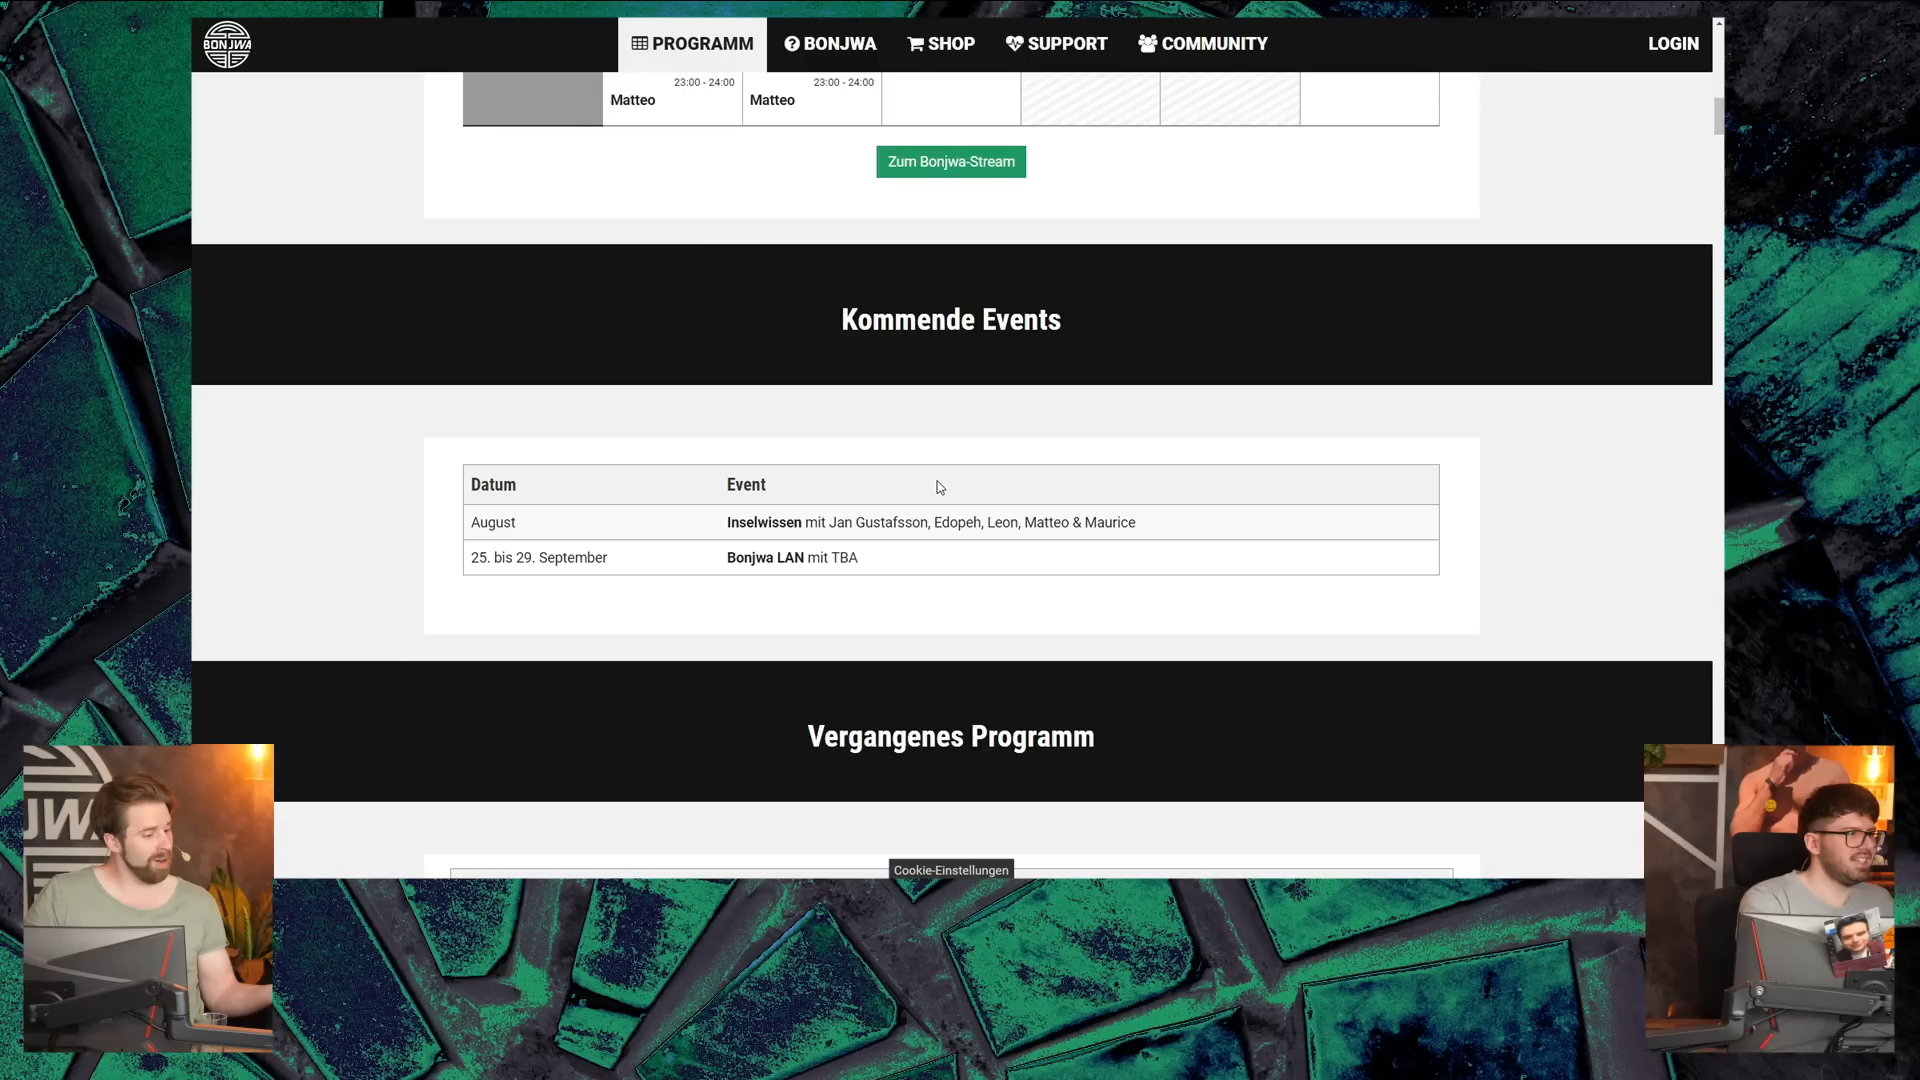 BONJWA
PROGRAMM
BONJWA
SHOP
SUPPORT
COMMUNITY
LOGIN
23:00 - 24:00
Matteo
23:00 - 24:00
Matteo
Zum Bonjwa-Stream
Kommende Events
Datum Event
August Inselwissen mit Jan Gustafsson, Edopeh, Leon, Matteo & Maurice
25. bis 29. September Bonjwa LAN mit TBA
Vergangenes Programm
Cookie-Einstellungen
JWA